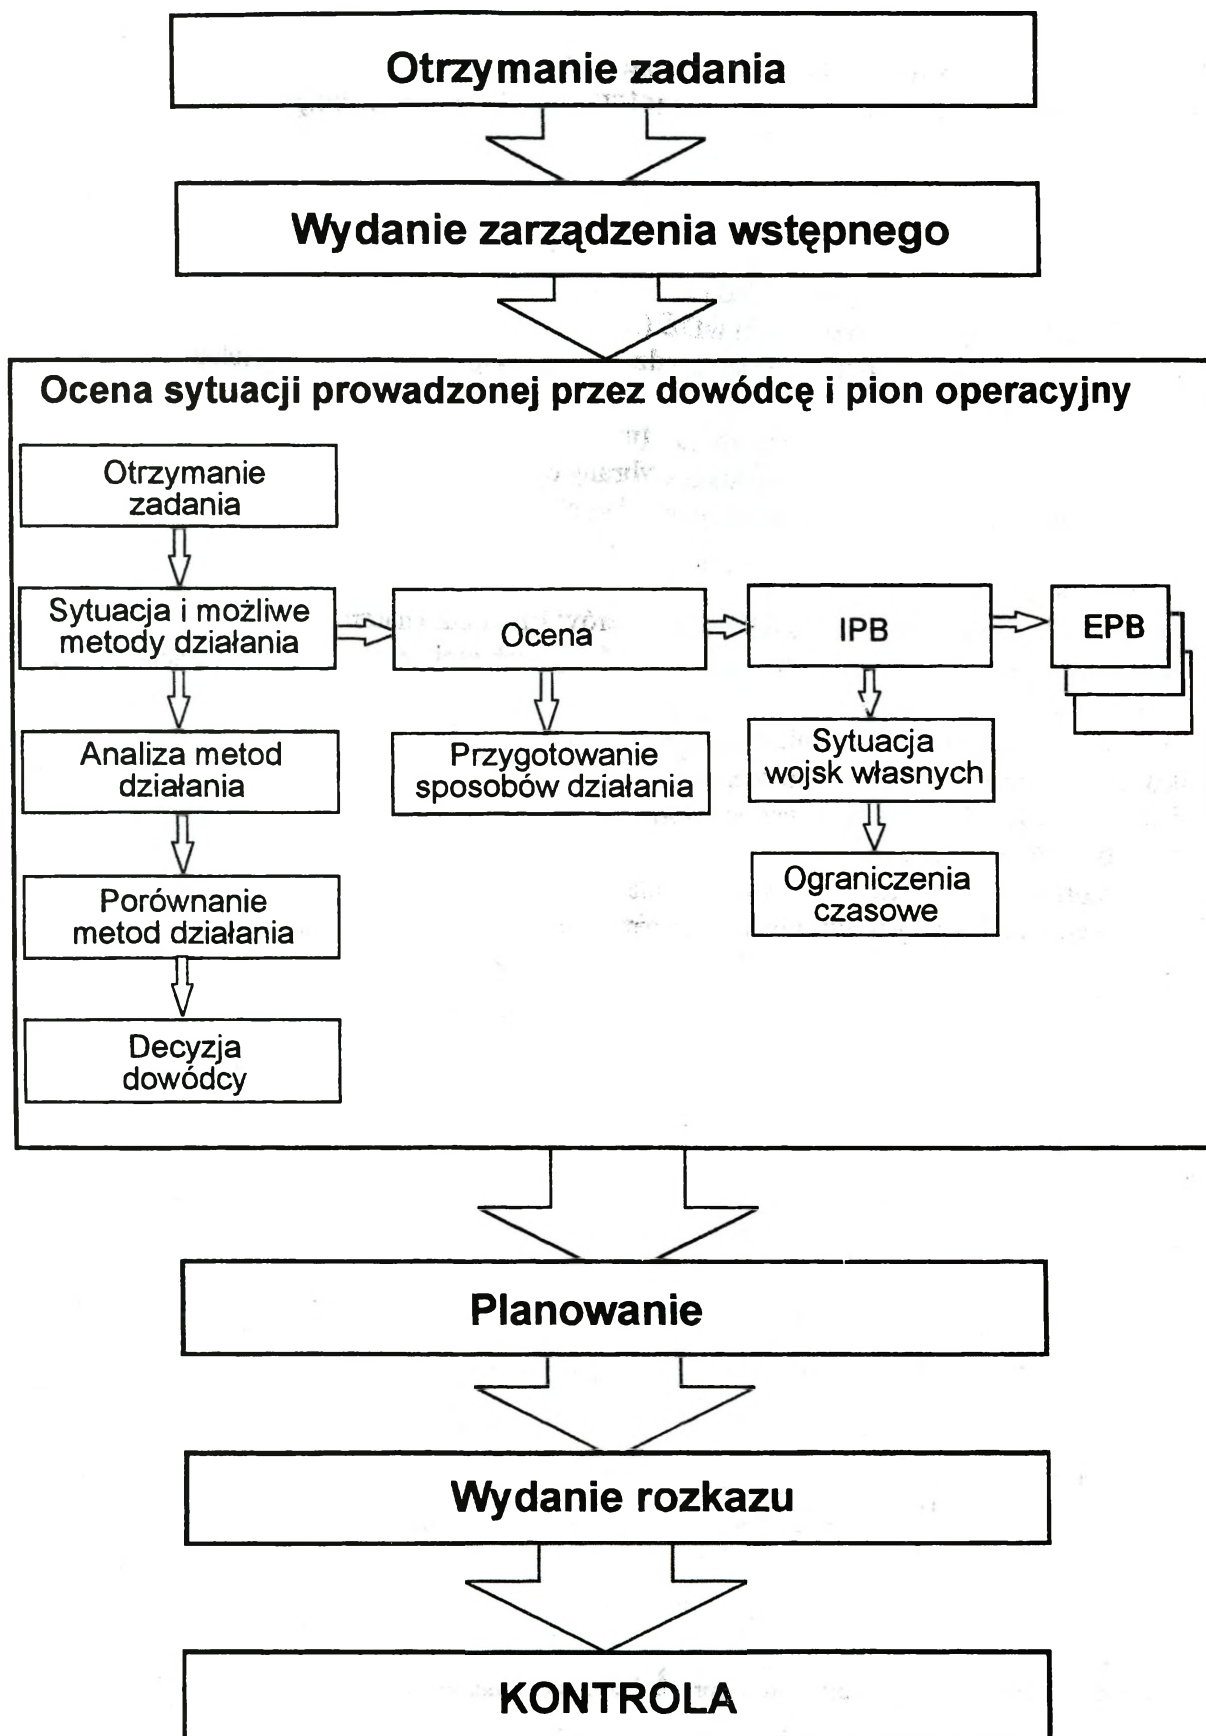 Otrzymanie zadania
Wydanie zarządzenia wstępnego
Ocena sytuacji prowadzonej przez dowódcę i pion operacyjny
Otrzymanie
zadania
Sytuacja i możliwe
metody działania
Ocena
IPB
EPB
Analiza metod
działania
Przygotowanie
sposobów działania
Sytuacja
wojsk własnych
Porównanie
metod działania
Ograniczenia
czasowe
Decyzja
dowódcy
Planowanie
Wydanie rozkazu
KONTROLA